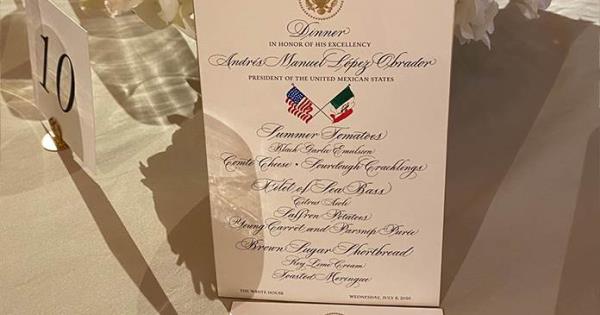 10
Dinner
IN HONOR OF HIS EXCELLENCY
Andrés Manuel López Obrador
PRESIDENT OF THE UNITED MEXICAN STATES
Summer Tomatoes
Black Garlic Emulsion
Comté Cheese • Sourdough Cracklings
Filet of Sea Bass
Citrus Aioli
Saffron Potatoes
Young Carrot and Parsnip Purée
Brown Sugar Shortbread
Key Lime Cream
Toasted Meringue
THE WHITE HOUSE WEDNESDAY, JULY 8, 2020